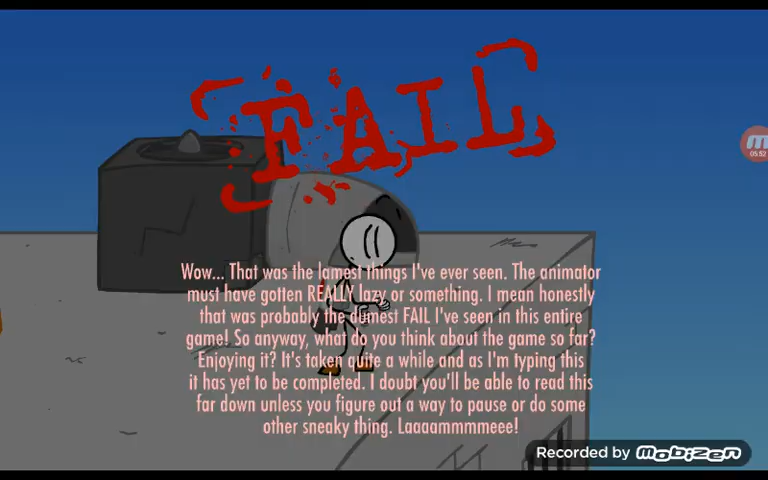 FAIL
05:52
Wow... That was the lamest things I've ever seen. The animator
must have gotten REALLY lazy or something. I mean honestly
that was probably the dumest FAIL I've seen in this entire
game! So anyway, what do you think about the game so far?
Enjoying it? It's taken quite a while and as I'm typing this
it has yet to be completed. I doubt you'll be able to read this
far down unless you figure out a way to pause or do some
other sneaky thing. Laaaammmmeee!
Recorded by mobizen